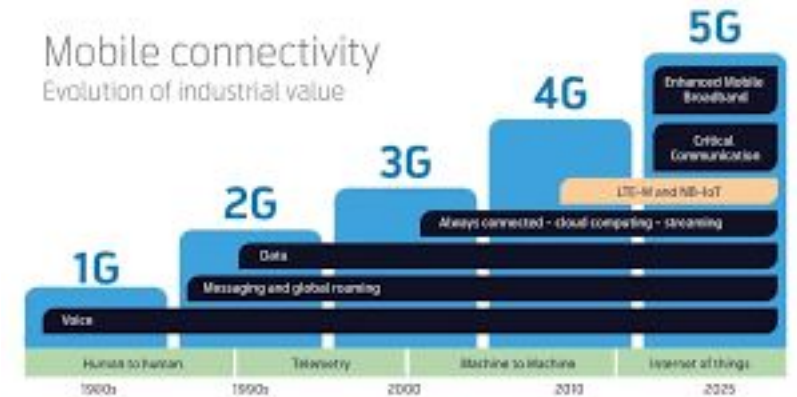 Mobile connectivity
Evolution of industrial value
5G
Enhanced Mobile
Broadband
4G
Critical
Communication
3G
LTE-M and NB-IoT
2G
Always connected - cloud computing - streaming
1G
Data
Messaging and global roaming
Voice
Human to human
Telemetry
Machine to Machine
Internet of things
1980s
1990s
2000
2010
2025